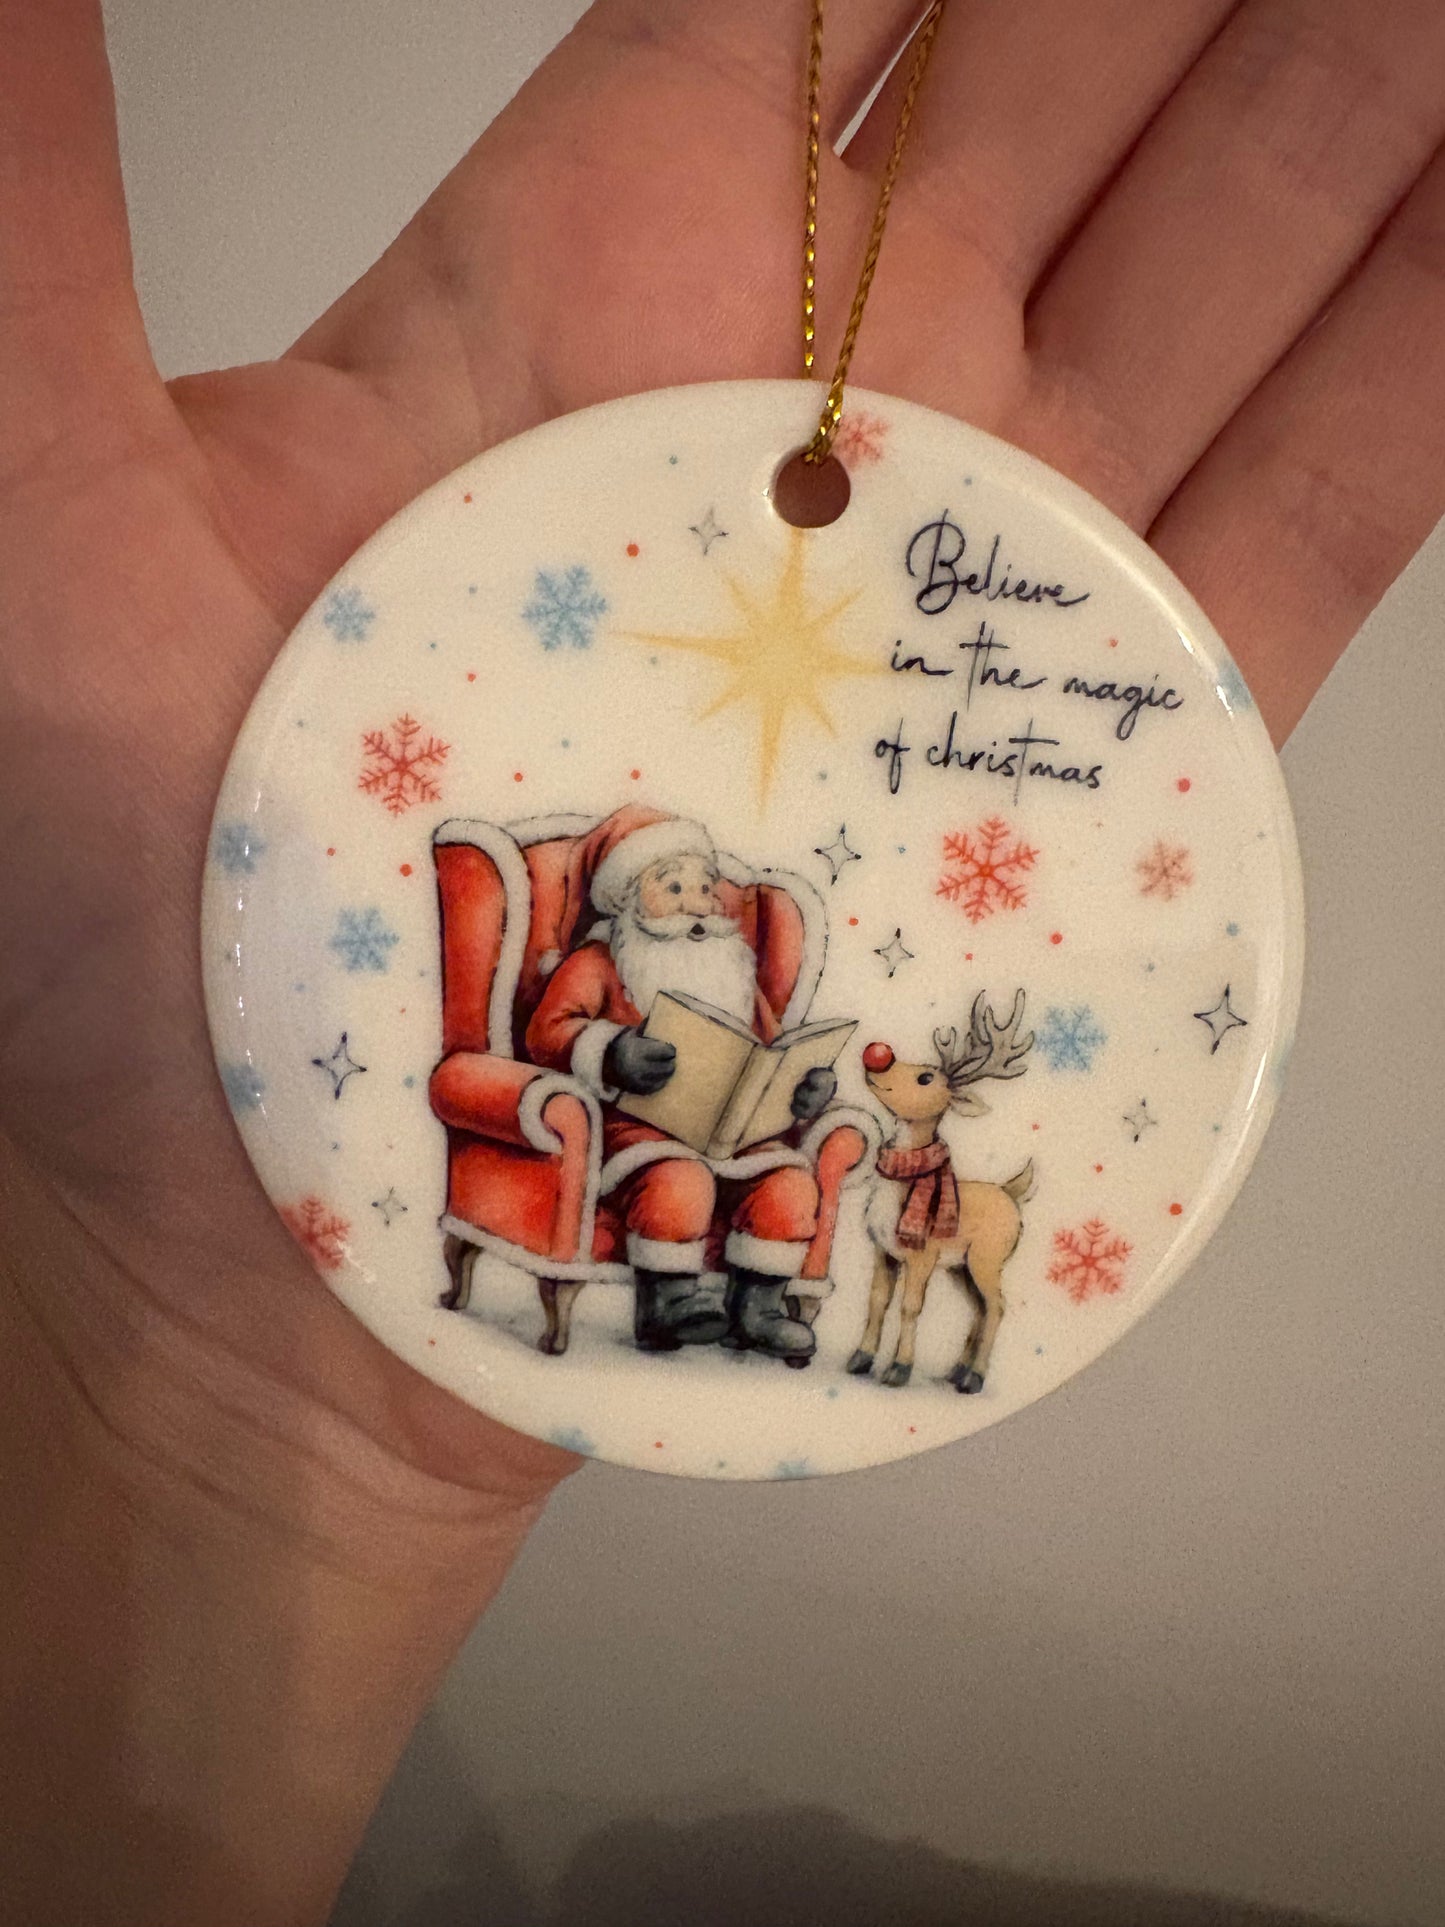 Believe
in the magic
of christmas